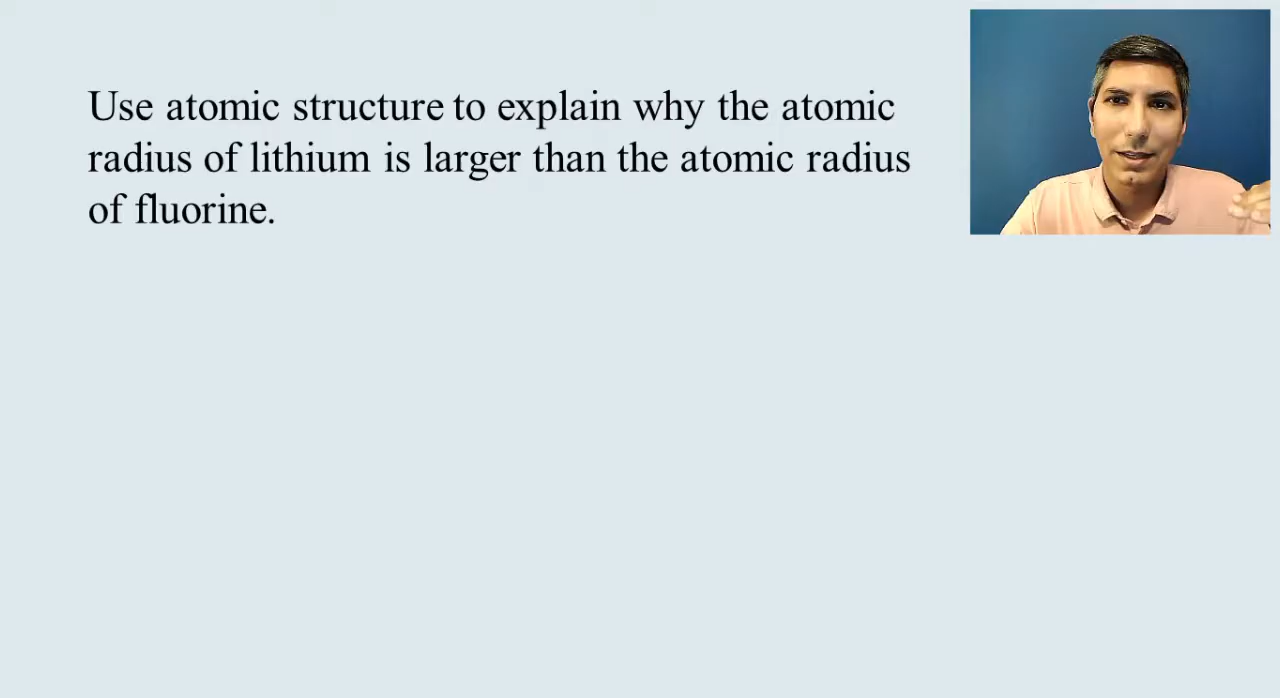 Use atomic structure to explain why the atomic
radius of lithium is larger than the atomic radius
of fluorine.